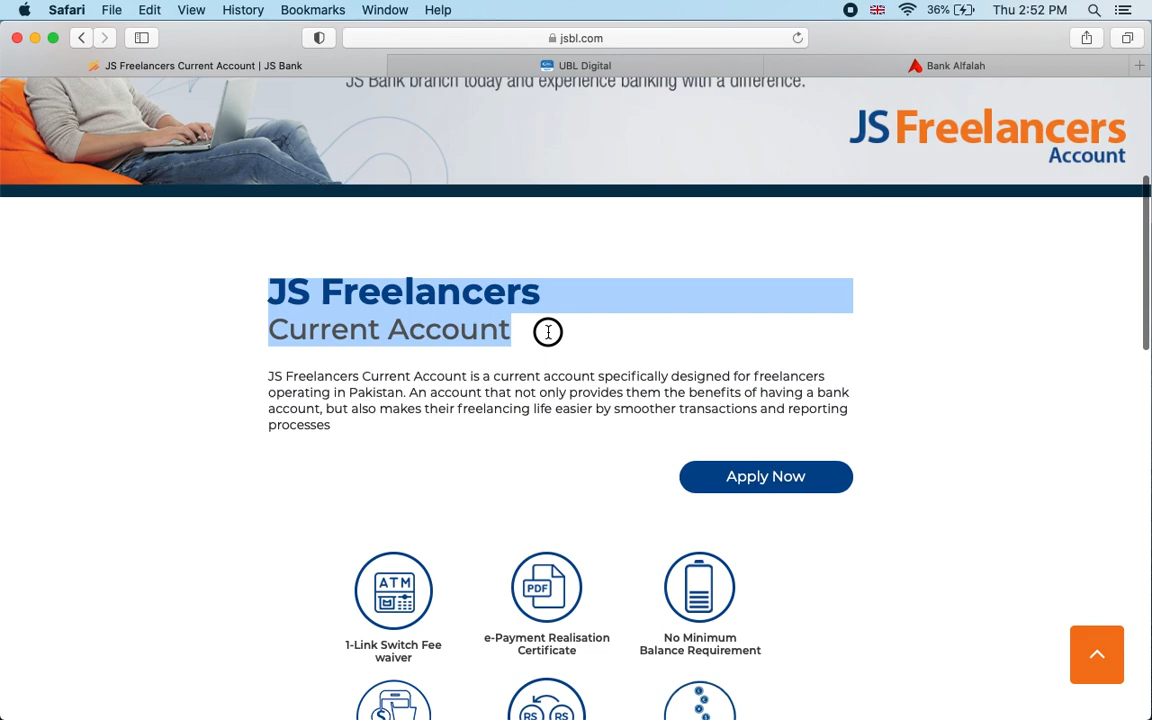 Safari File Edit View History Bookmarks Window Help 36% Thu 2:52 PM
jsbl.com
JS Freelancers Current Account | JS Bank UBL Digital Bank Alfalah
JS Bank branch today and experience banking with a difference.
JS Freelancers
Account
JS Freelancers
Current Account
JS Freelancers Current Account is a current account specifically designed for freelancers
operating in Pakistan. An account that not only provides them the benefits of having a bank
account, but also makes their freelancing life easier by smoother transactions and reporting
processes
Apply Now
ATM
PDF
1-Link Switch Fee
waiver
e-Payment Realisation
Certificate
No Minimum
Balance Requirement
$
RS RS